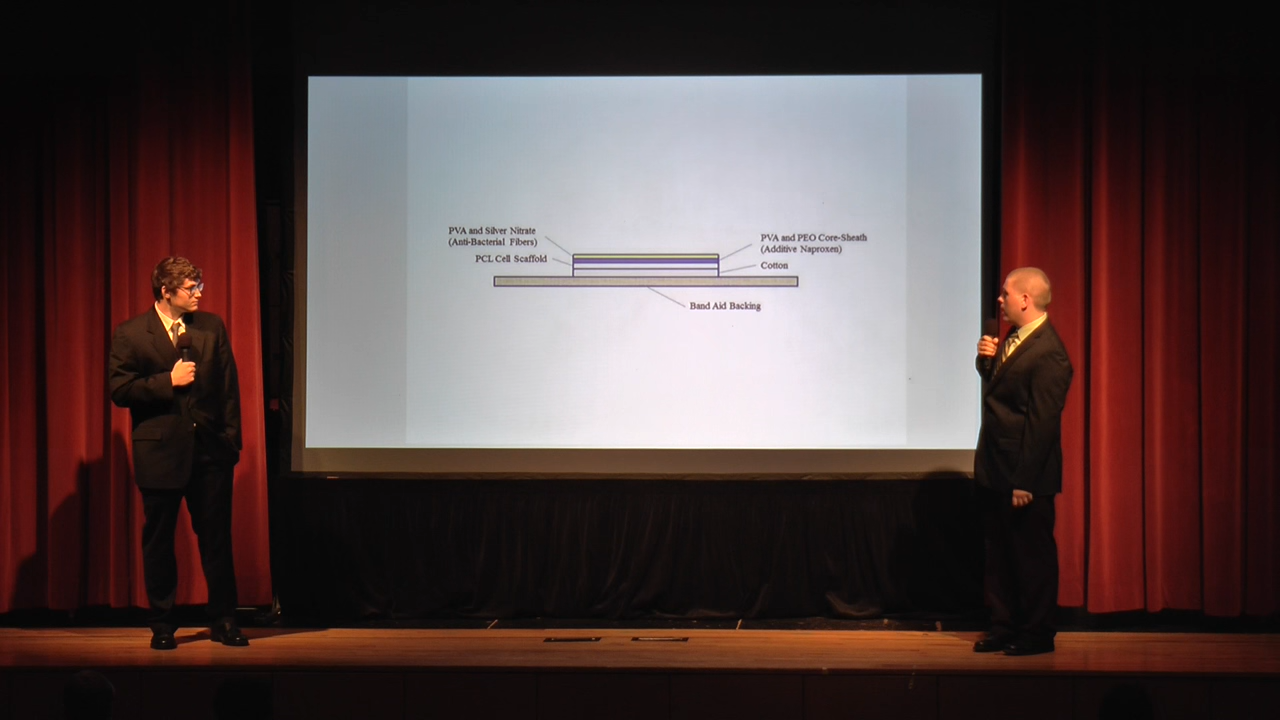 PVA and Silver Nitrate
(Anti-Bacterial Fibers)
PCL Cell Scaffold
PVA and PEO Core-Sheath
(Additive Naproxen)
Cotton
Band Aid Backing